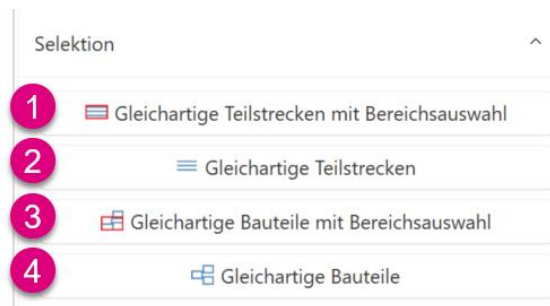 Selektion
1 Gleichartige Teilstrecken mit Bereichsauswahl
2 Gleichartige Teilstrecken
3 Gleichartige Bauteile mit Bereichsauswahl
4 Gleichartige Bauteile